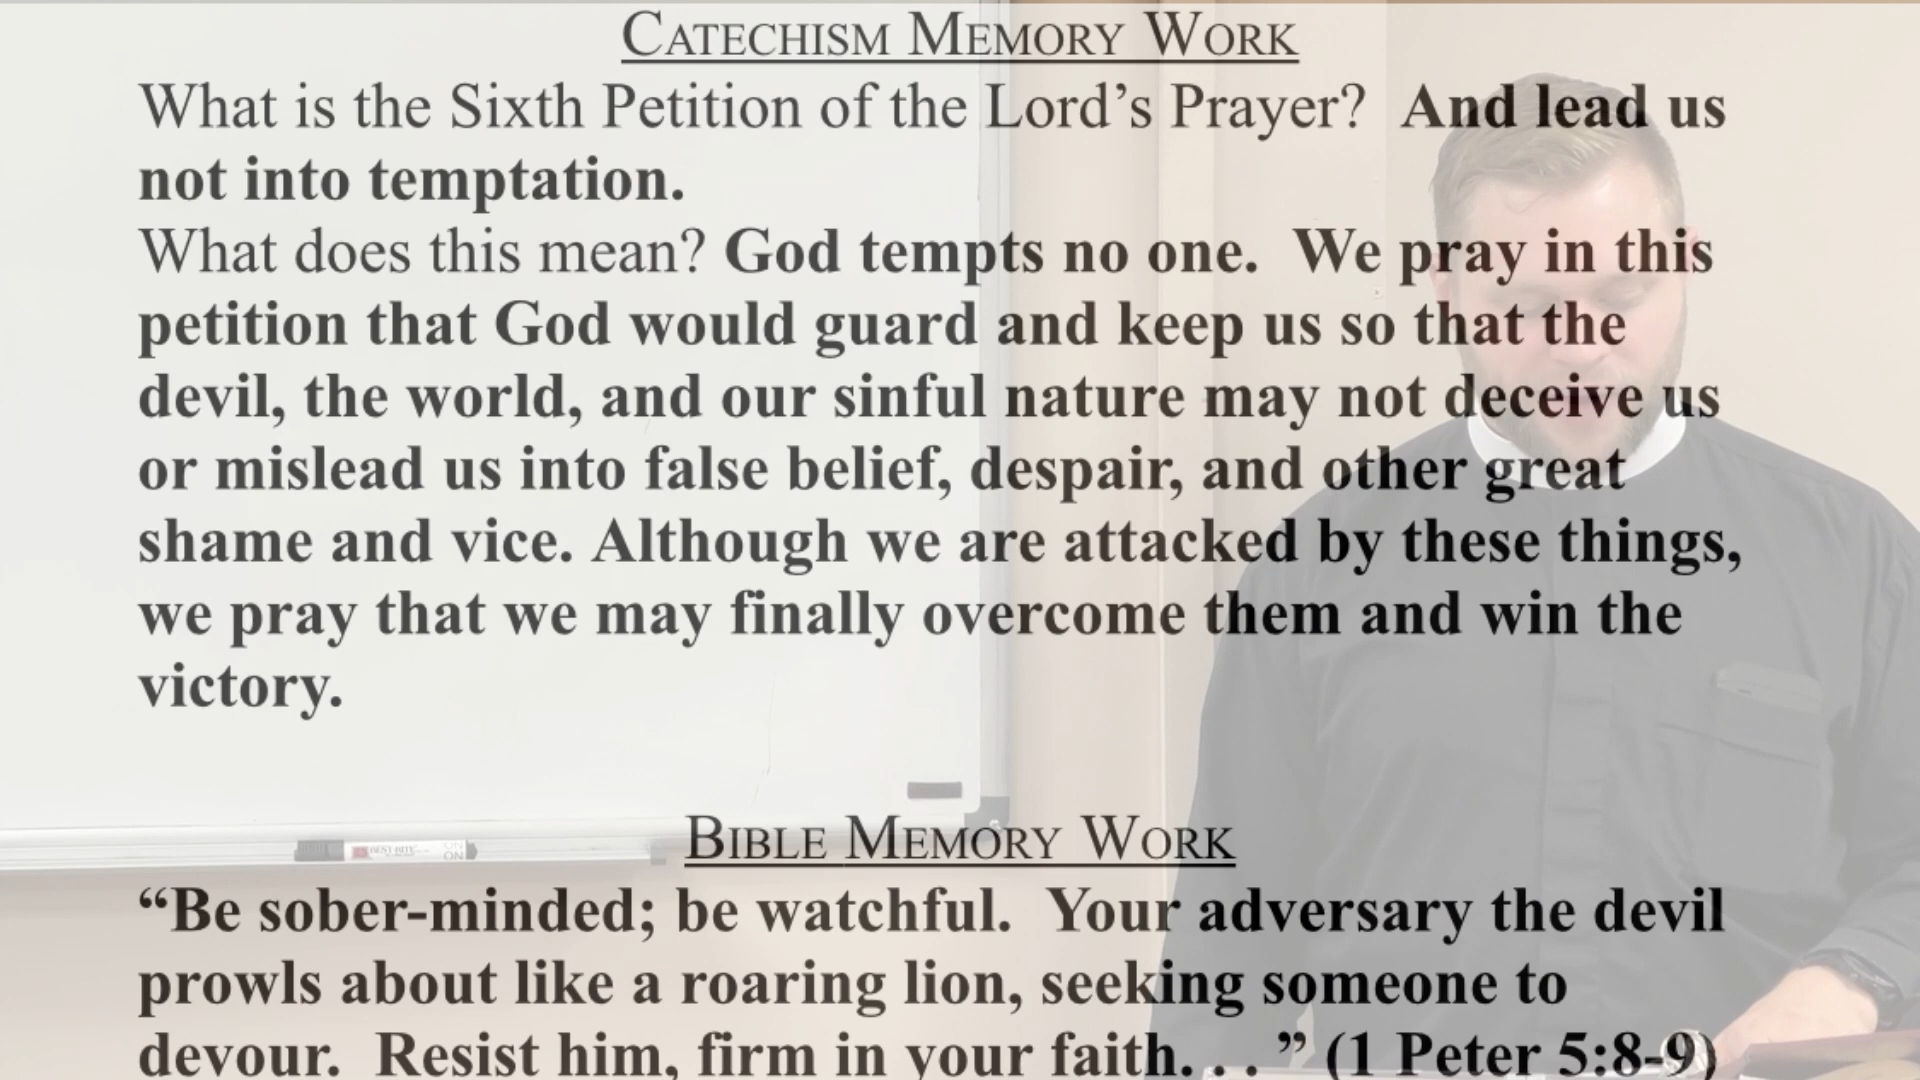 CATECHISM MEMORY WORK
What is the Sixth Petition of the Lord’s Prayer?  And lead us
not into temptation.
What does this mean? God tempts no one.  We pray in this
petition that God would guard and keep us so that the
devil, the world, and our sinful nature may not deceive us
or mislead us into false belief, despair, and other great
shame and vice. Although we are attacked by these things,
we pray that we may finally overcome them and win the
victory.
BEST-RITE
BIBLE MEMORY WORK
“Be sober-minded; be watchful.  Your adversary the devil
prowls about like a roaring lion, seeking someone to
devour.  Resist him, firm in your faith. . . ” (1 Peter 5:8-9)